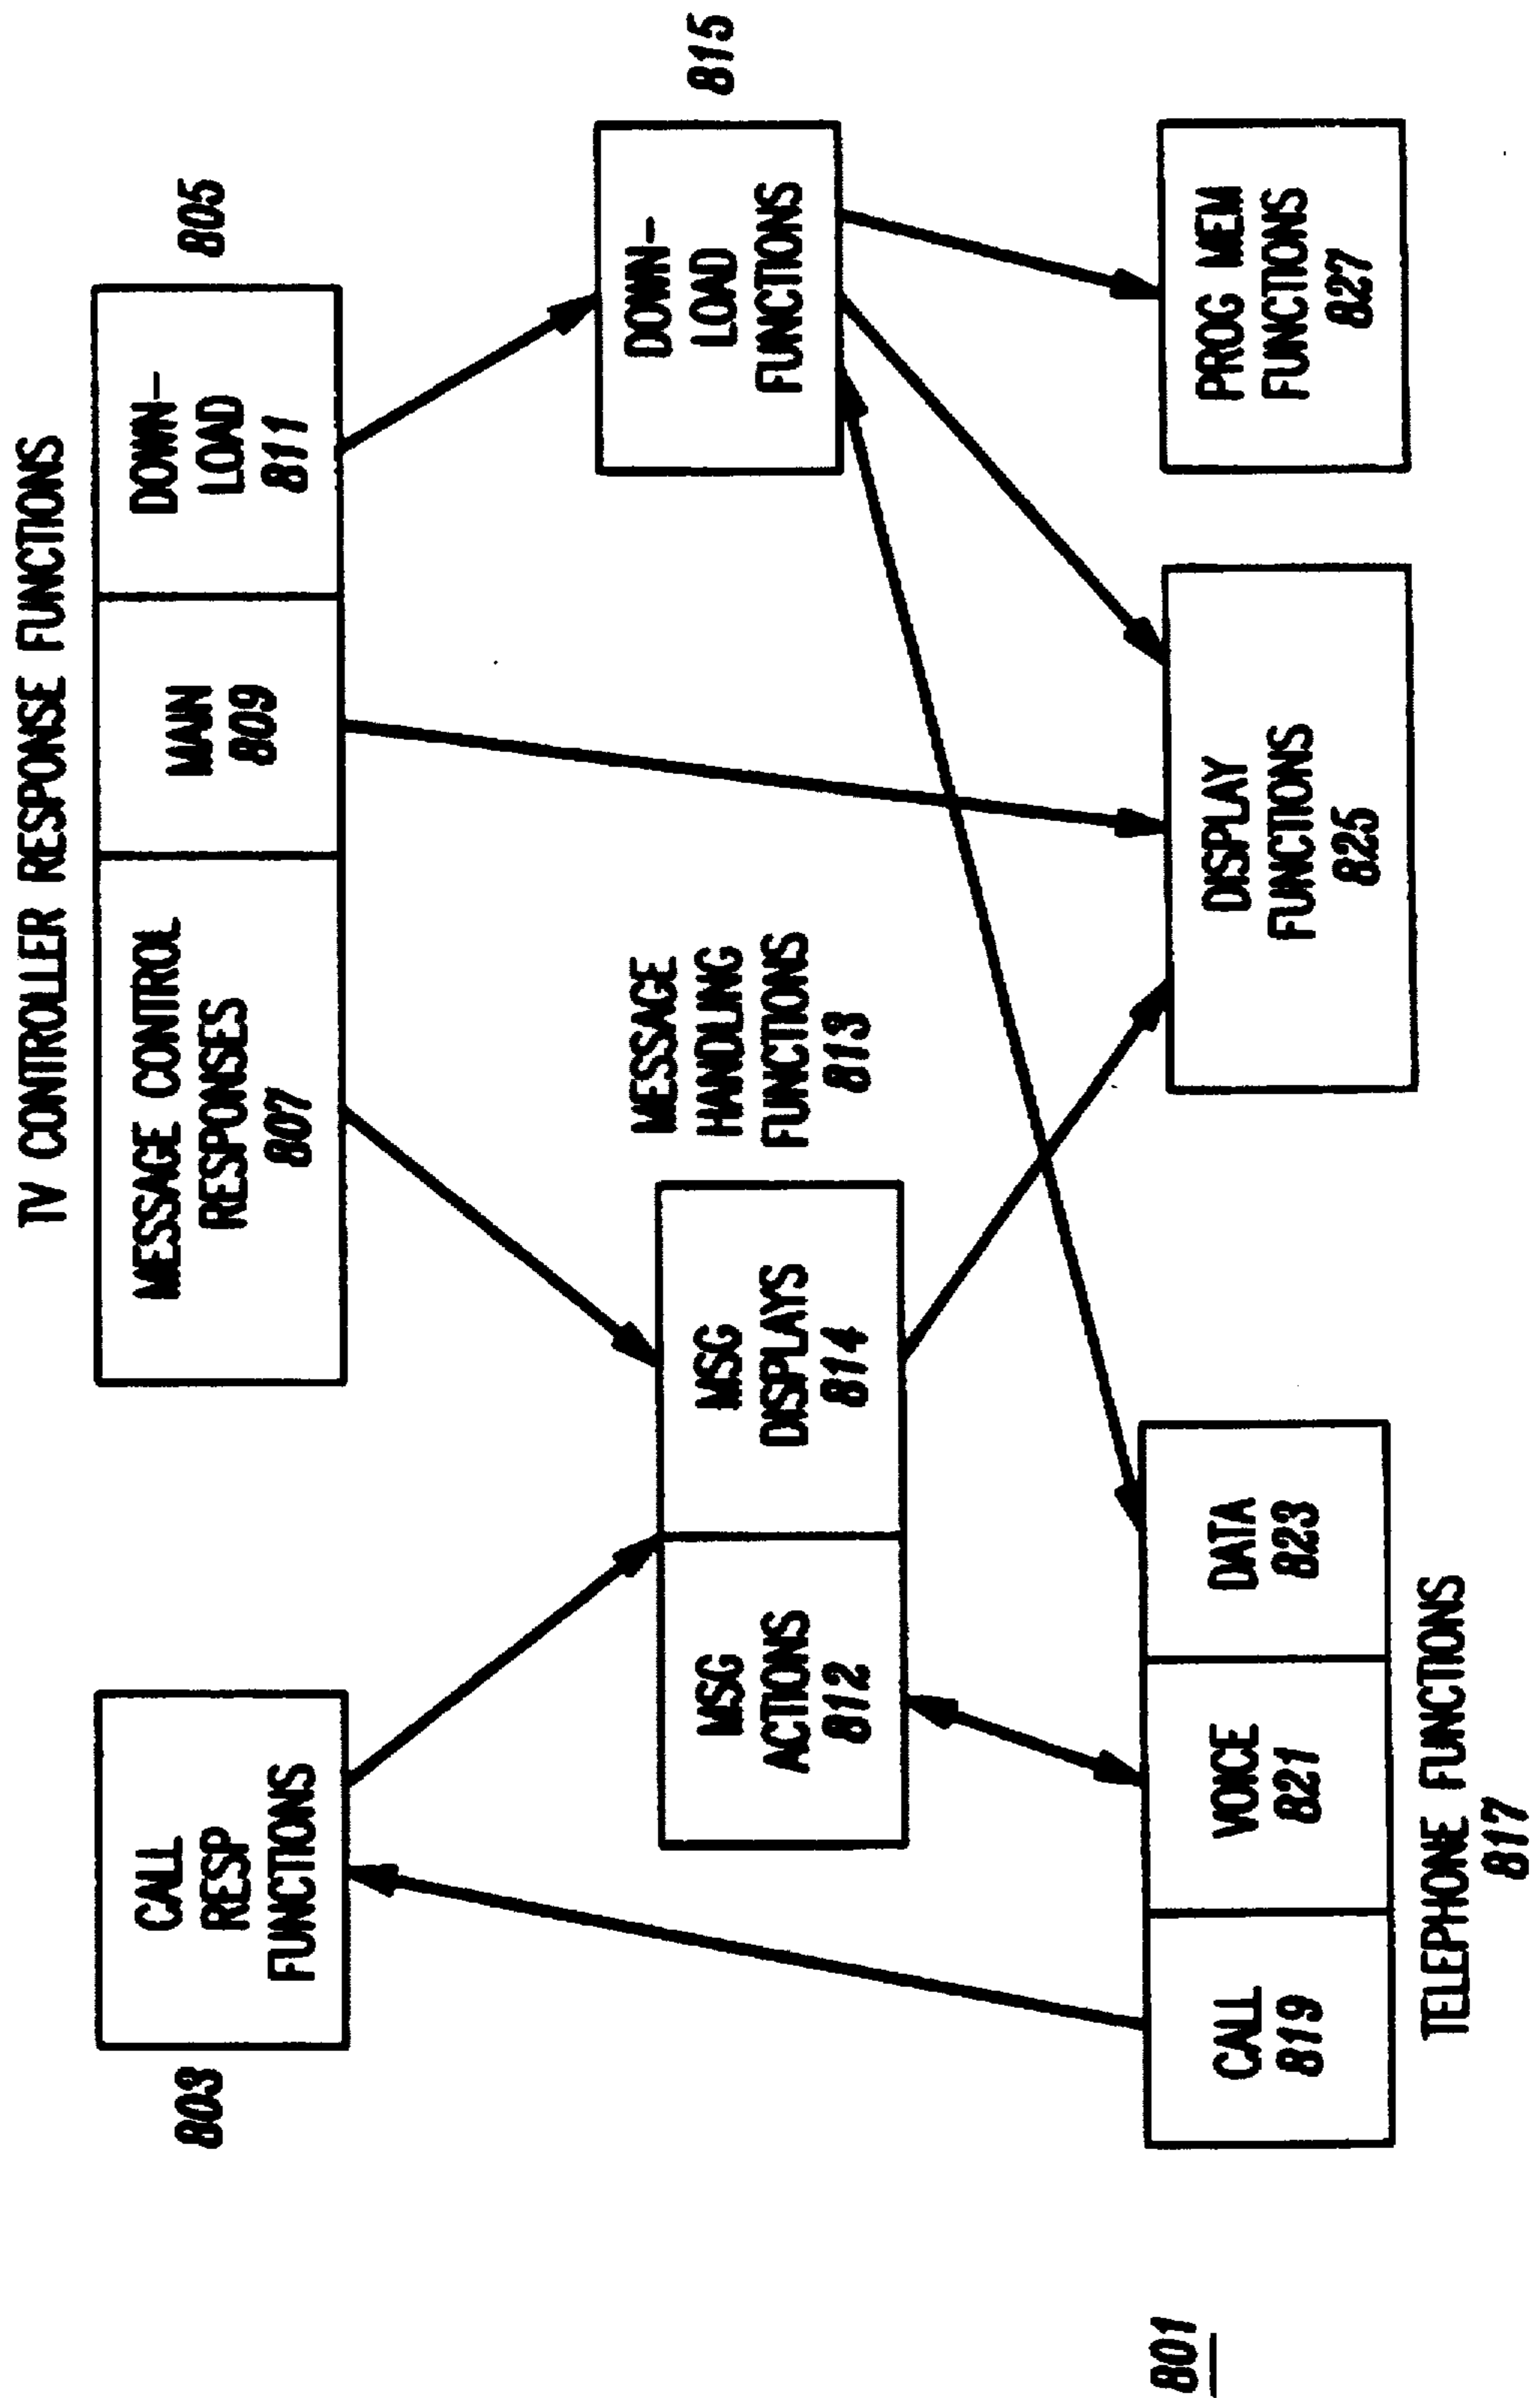 TV CONTROLLER RESPONSE FUNCTIONS
803
CALL
RESP
FUNCTIONS
MESSAGE CONTROL
RESPONSES
807
MAIN
809
DOWN-
LOAD
811
805
MSG
ACTIONS
812
MSG
DISPLAYS
814
MESSAGE
HANDLING
FUNCTIONS
813
DOWN-
LOAD
FUNCTIONS
815
801
CALL
819
VOICE
821
DATA
823
TELEPHONE FUNCTIONS
817
DISPLAY
FUNCTIONS
825
PROG MEM
FUNCTIONS
827